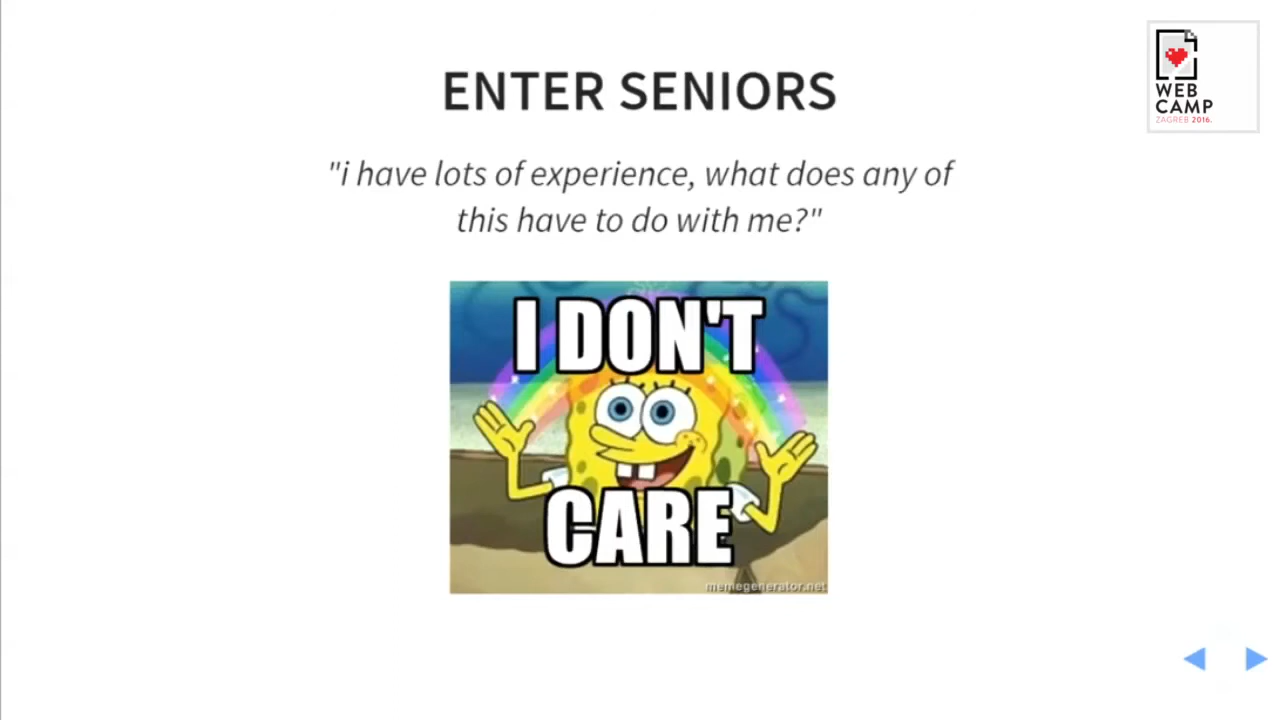 ENTER SENIORS
"i have lots of experience, what does any of
this have to do with me?"
I DON'T
CARE
memegenerator.net
WEB
CAMP
ZAGREB 2016.